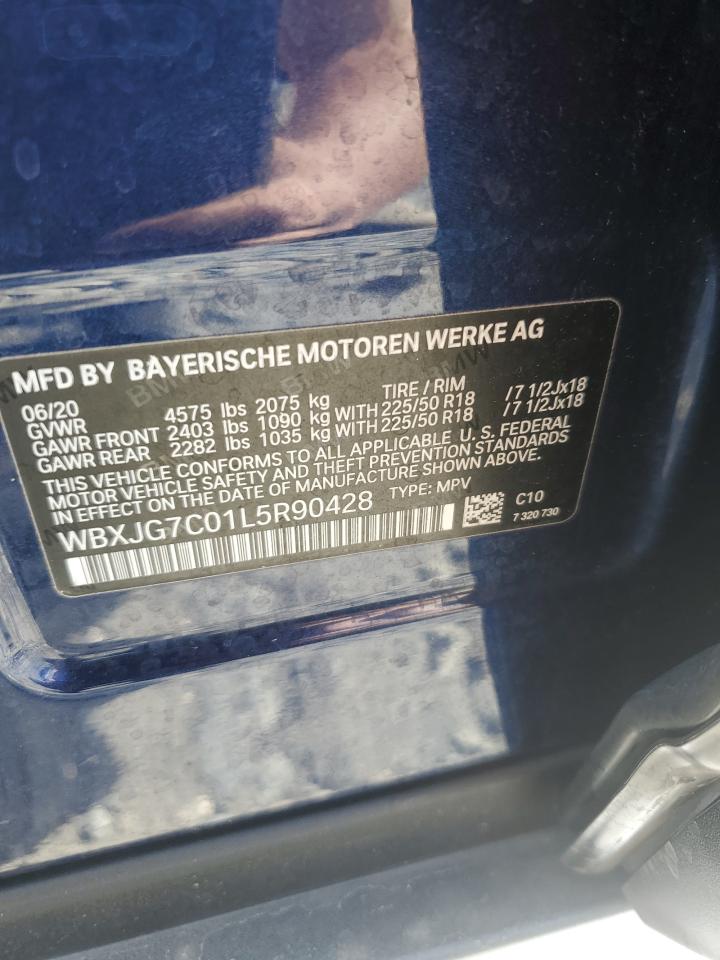 MFD BY BAYERISCHE MOTOREN WERKE AG
06/20 TIRE / RIM
GVWR 4575 lbs 2075 kg
GAWR FRONT 2403 lbs 1090 kg WITH 225/50 R18 /7 1/2Jx18
GAWR REAR 2282 lbs 1035 kg WITH 225/50 R18 /7 1/2Jx18
THIS VEHICLE CONFORMS TO ALL APPLICABLE U. S. FEDERAL
MOTOR VEHICLE SAFETY AND THEFT PREVENTION STANDARDS
IN EFFECT ON THE DATE OF MANUFACTURE SHOWN ABOVE.
WBXJG7C01L5R90428 TYPE: MPV
C10
7 320 730